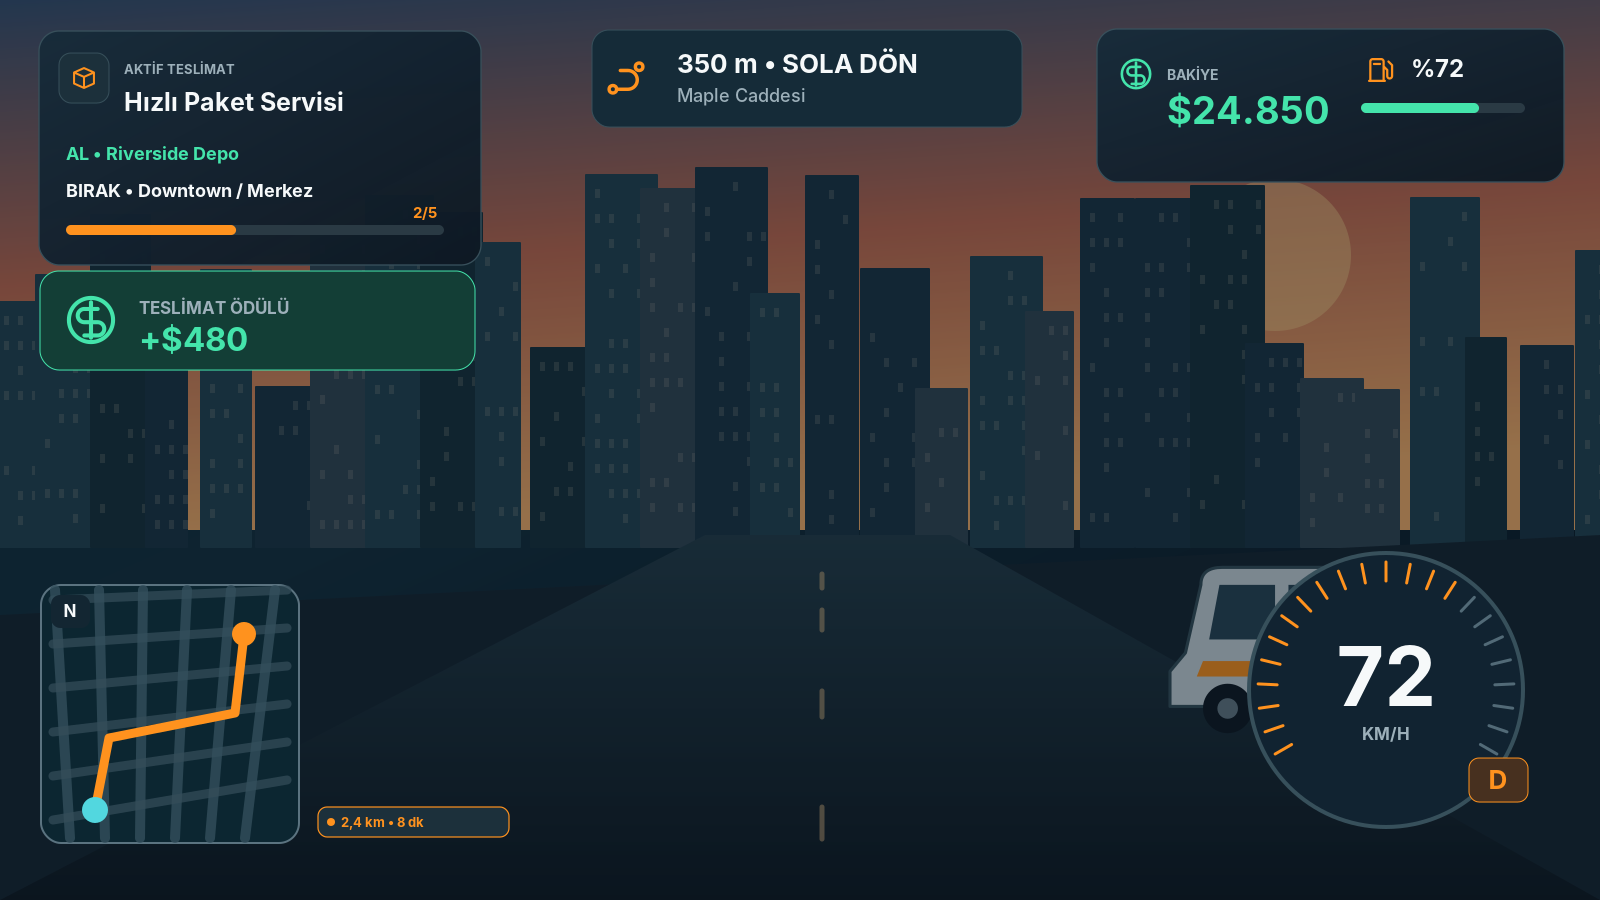 AKTİF TESLİMAT
Hızlı Paket Servisi
AL • Riverside Depo
BIRAK • Downtown / Merkez
2/5
TESLİMAT ÖDÜLÜ
+$480
350 m • SOLA DÖN
Maple Caddesi
BAKİYE
$24.850
%72
N
2,4 km • 8 dk
72
KM/H
D